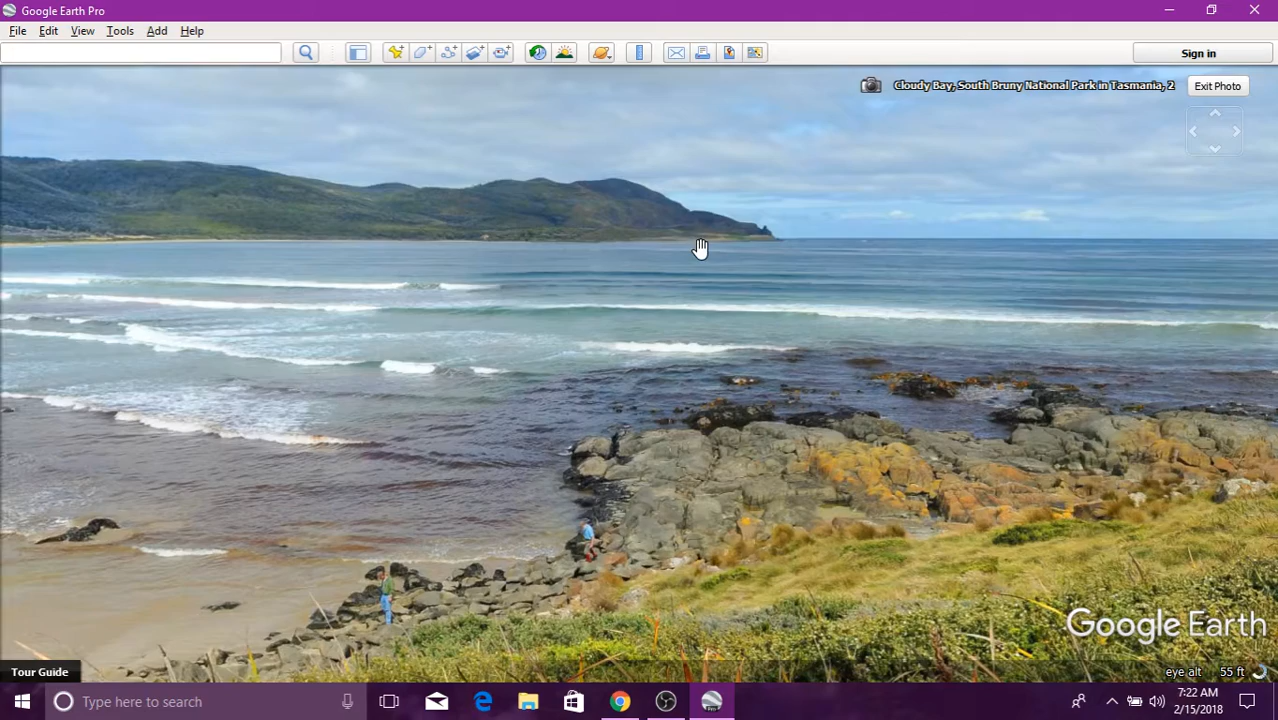 Google Earth Pro
File Edit View Tools Add Help
Sign in
Cloudy Bay, South Bruny National Park in Tasmania, 2
Exit Photo
Google Earth
Tour Guide
eye alt 55 ft
Type here to search
Pro
7:22 AM
2/15/2018